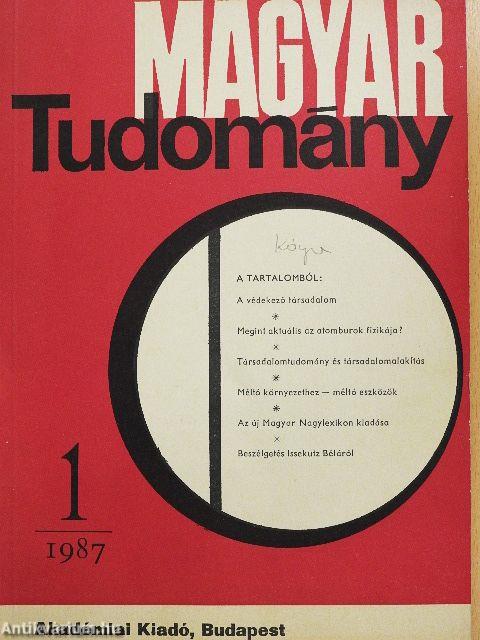 MAGYAR
Tudomány
A TARTALOMBÓL:
A védekező társadalom
*
Megint aktuális az atomburok fizikája?
×
Társadalomtudomány és társadalomalakítás
*
Méltó környezethez — méltó eszközök
*
Az új Magyar Nagylexikon kiadása
×
Beszélgetés Issekutz Béláról
1
1987
Akadémiai Kiadó, Budapest